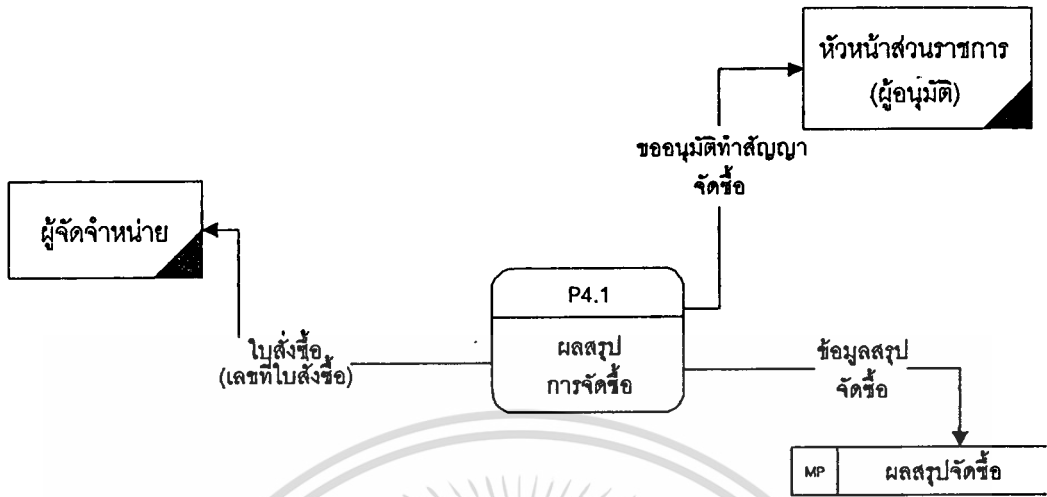 หัวหน้าส่วนราชการ
(ผู้อนุมัติ)
ขออนุมัติทำสัญญา
จัดซื้อ
ผู้จัดจำหน่าย
P4.1
ผลสรุป
การจัดซื้อ
ใบสั่งซื้อ
(เลขที่ใบสั่งซื้อ)
ข้อมูลสรุป
จัดซื้อ
MP
ผลสรุปจัดซื้อ